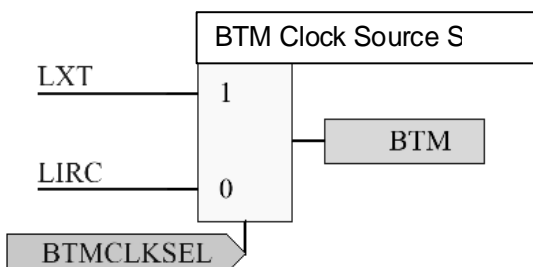 BTM Clock Source S
LXT
1
BTM
LIRC
0
BTMCLKSEL